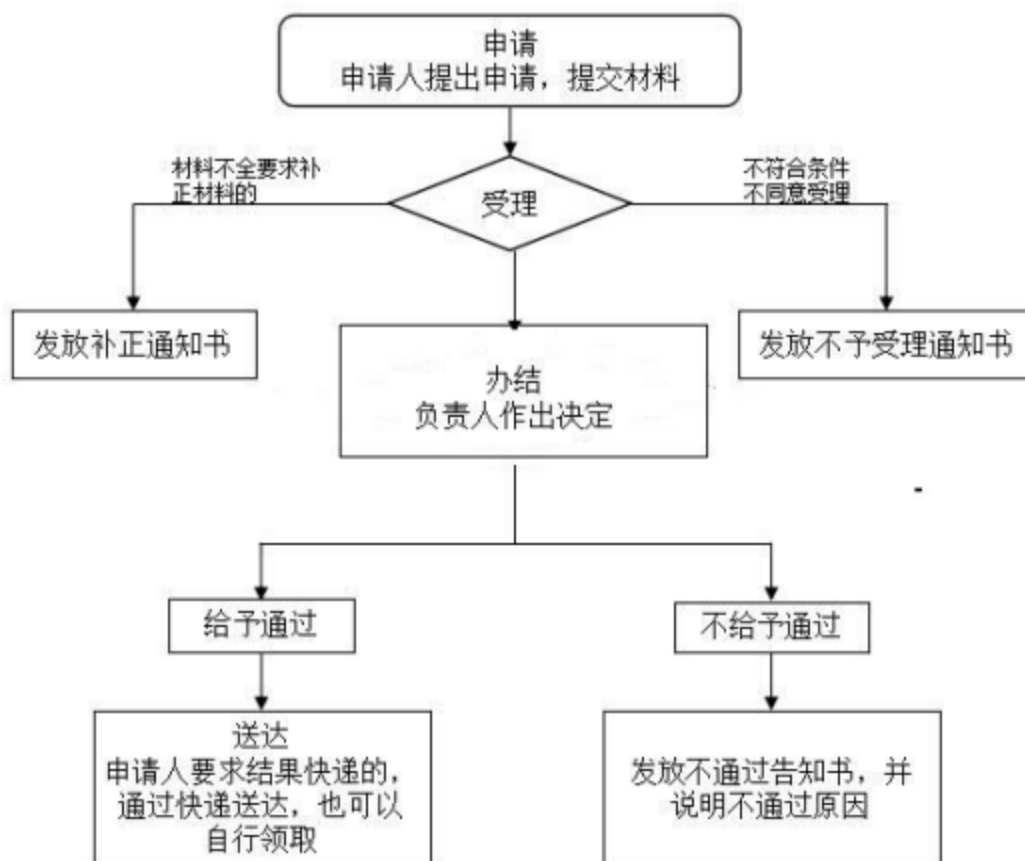 申请
申请人提出申请，提交材料
材料不全要求补
正材料的
不符合条件
不同意受理
受理
发放补正通知书
办结
负责人作出决定
发放不予受理通知书
给予通过
不给予通过
送达
申请人要求结果快递的，
通过快递送达，也可以
自行领取
发放不通过告知书，并
说明不通过原因